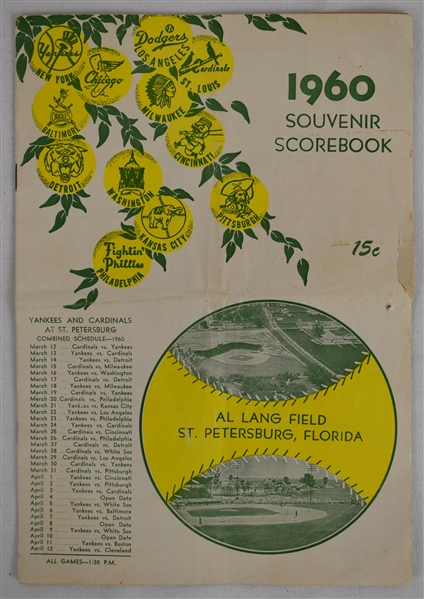 Yankees
NEW YORK
Dodgers
LOS ANGELES
Chicago
Cardinals
ST. LOUIS
BALTIMORE
MILWAUKEE
CINCINNATI
DETROIT
WASHINGTON
KANSAS CITY
PITTSBURGH
Fightin'
Phillies
PHILADELPHIA
1960
SOUVENIR
SCOREBOOK
15c
YANKEES AND CARDINALS
AT ST. PETERSBURG
COMBINED SCHEDULE—1960
March 12 Cardinals vs. Yankees
March 13 Yankees vs. Cardinals
March 14 Yankees vs. Detroit
March 15 Cardinals vs. Milwaukee
March 16 Yankees vs. Washington
March 17 Cardinals vs. Detroit
March 18 Yankees vs. Milwaukee
March 19 Cardinals vs. Yankees
March 20 Cardinals vs. Philadelphia
March 21 Yankees vs. Kansas City
March 22 Yankees vs. Los Angeles
March 23 Yankees vs. Philadelphia
March 24 Yankees vs. Cardinals
March 25 Cardinals vs. Cincinnati
March 26 Cardinals vs. Philadelphia
March 27 Cardinals vs. Detroit
March 28 Cardinals vs. White Sox
March 29 Cardinals vs. Los Angeles
March 30 Cardinals vs. Yankees
March 31 Cardinals vs. Pittsburgh
April 1 Yankees vs. Cincinnati
April 2 Yankees vs. Pittsburgh
April 3 Yankees vs. Cardinals
April 4 Open Date
April 5 Yankees vs. White Sox
April 6 Yankees vs. Baltimore
April 7 Yankees vs. Detroit
April 8 Open Date
April 9 Yankees vs. White Sox
April 10 Open Date
April 11 Yankees vs. Boston
April 12 Yankees vs. Cleveland
ALL GAMES—1:30 P.M.
AL LANG FIELD
ST. PETERSBURG, FLORIDA